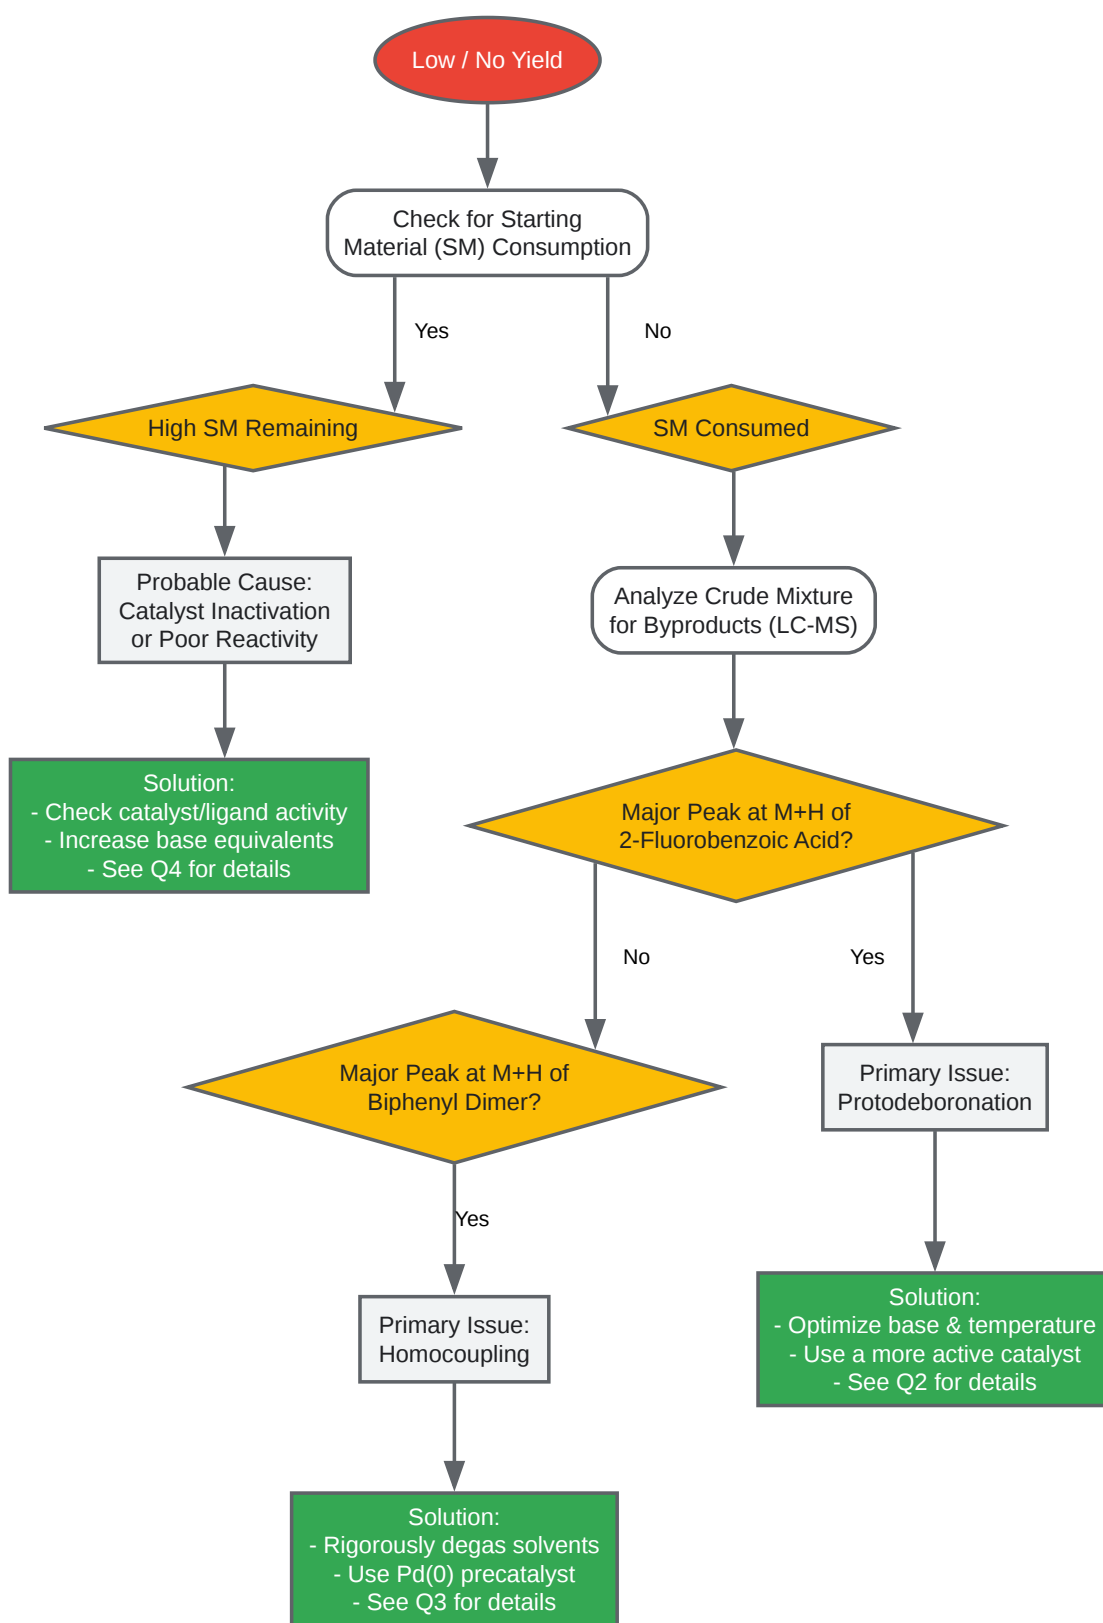 Low / No Yield
Check for Starting
Material (SM) Consumption
Yes
No
High SM Remaining
SM Consumed
Probable Cause:
Catalyst Inactivation
or Poor Reactivity
Analyze Crude Mixture
for Byproducts (LC-MS)
Solution:
- Check catalyst/ligand activity
- Increase base equivalents
- See Q4 for details
Major Peak at M+H of
2-Fluorobenzoic Acid?
No
Yes
Major Peak at M+H of
Biphenyl Dimer?
Primary Issue:
Protodeboronation
Yes
Primary Issue:
Homocoupling
Solution:
- Optimize base & temperature
- Use a more active catalyst
- See Q2 for details
Solution:
- Rigorously degas solvents
- Use Pd(0) precatalyst
- See Q3 for details